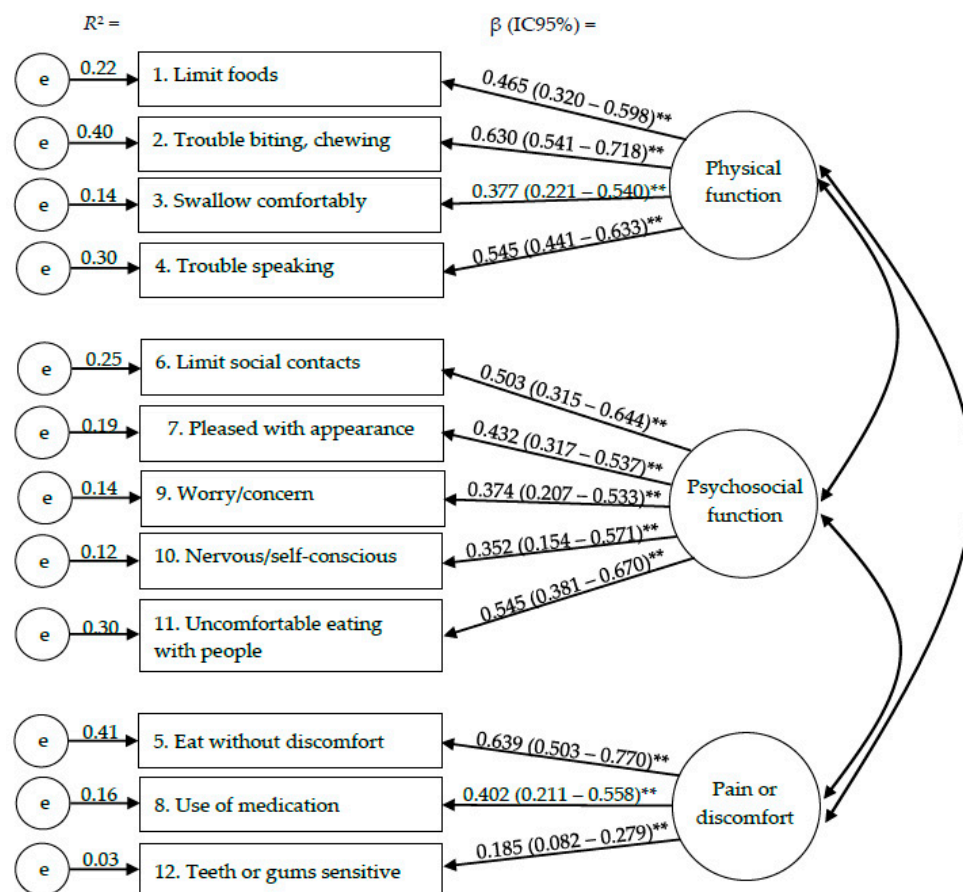 R² =
β (IC95%) =
e
0.22
1. Limit foods
0.465 (0.320 – 0.598)**
e
0.40
2. Trouble biting, chewing
0.630 (0.541 – 0.718)**
e
0.14
3. Swallow comfortably
0.377 (0.221 – 0.540)**
e
0.30
4. Trouble speaking
0.545 (0.441 – 0.633)**
Physical
function
e
0.25
6. Limit social contacts
0.503 (0.315 – 0.644)**
e
0.19
7. Pleased with appearance
0.432 (0.317 – 0.537)**
e
0.14
9. Worry/concern
0.374 (0.207 – 0.533)**
e
0.12
10. Nervous/self-conscious
0.352 (0.154 – 0.571)**
e
0.30
11. Uncomfortable eating
with people
0.545 (0.381 – 0.670)**
Psychosocial
function
e
0.41
5. Eat without discomfort
0.639 (0.503 – 0.770)**
e
0.16
8. Use of medication
0.402 (0.211 – 0.558)**
e
0.03
12. Teeth or gums sensitive
0.185 (0.082 – 0.279)**
Pain or
discomfort